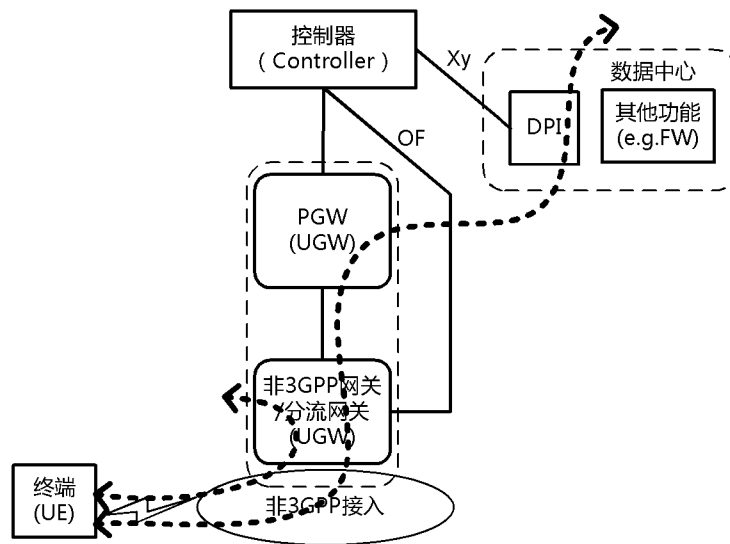 控制器
（Controller）
Xy
数据中心
DPI
其他功能
(e.g.FW)
OF
PGW
(UGW)
非3GPP网关
/分流网关
(UGW)
终端
(UE)
非3GPP接入